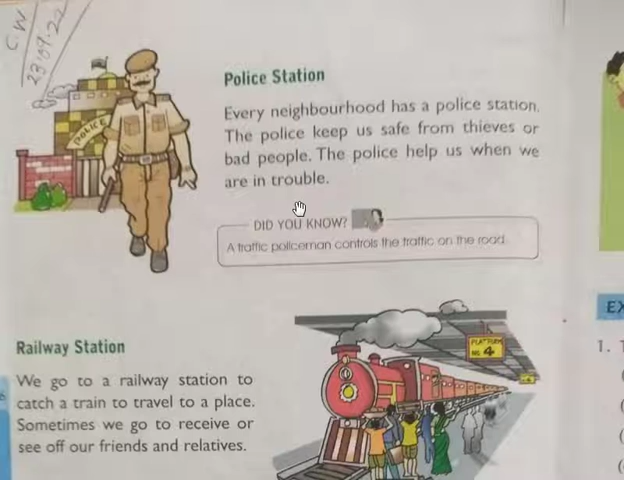 C.W
23/09/22
Police Station
Every neighbourhood has a police station.
The police keep us safe from thieves or
bad people. The police help us when we
are in trouble.
POLICE
DID YOU KNOW?
A traffic policeman controls the traffic on the road.
Railway Station
We go to a railway station to
catch a train to travel to a place.
Sometimes we go to receive or
see off our friends and relatives.
PLATFORM
NO. 4
6
EX
1. T